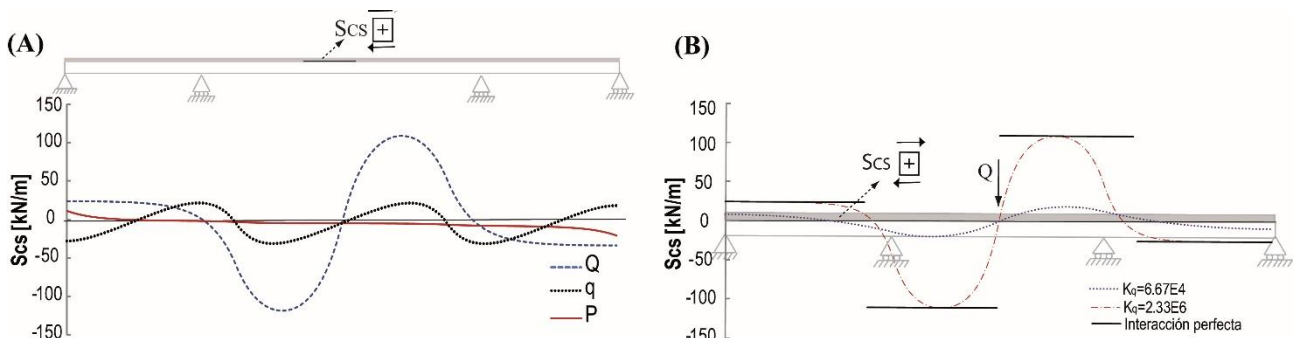 (A)
Scs +
150
100
50
0
-50
-100
-150
Scs [kN/m]
Q
q
P
(B)
150
100
50
0
-50
-100
-150
Scs [kN/m]
Scs +
Q
Kq=6.67E4
Kq=2.33E6
Interacción perfecta